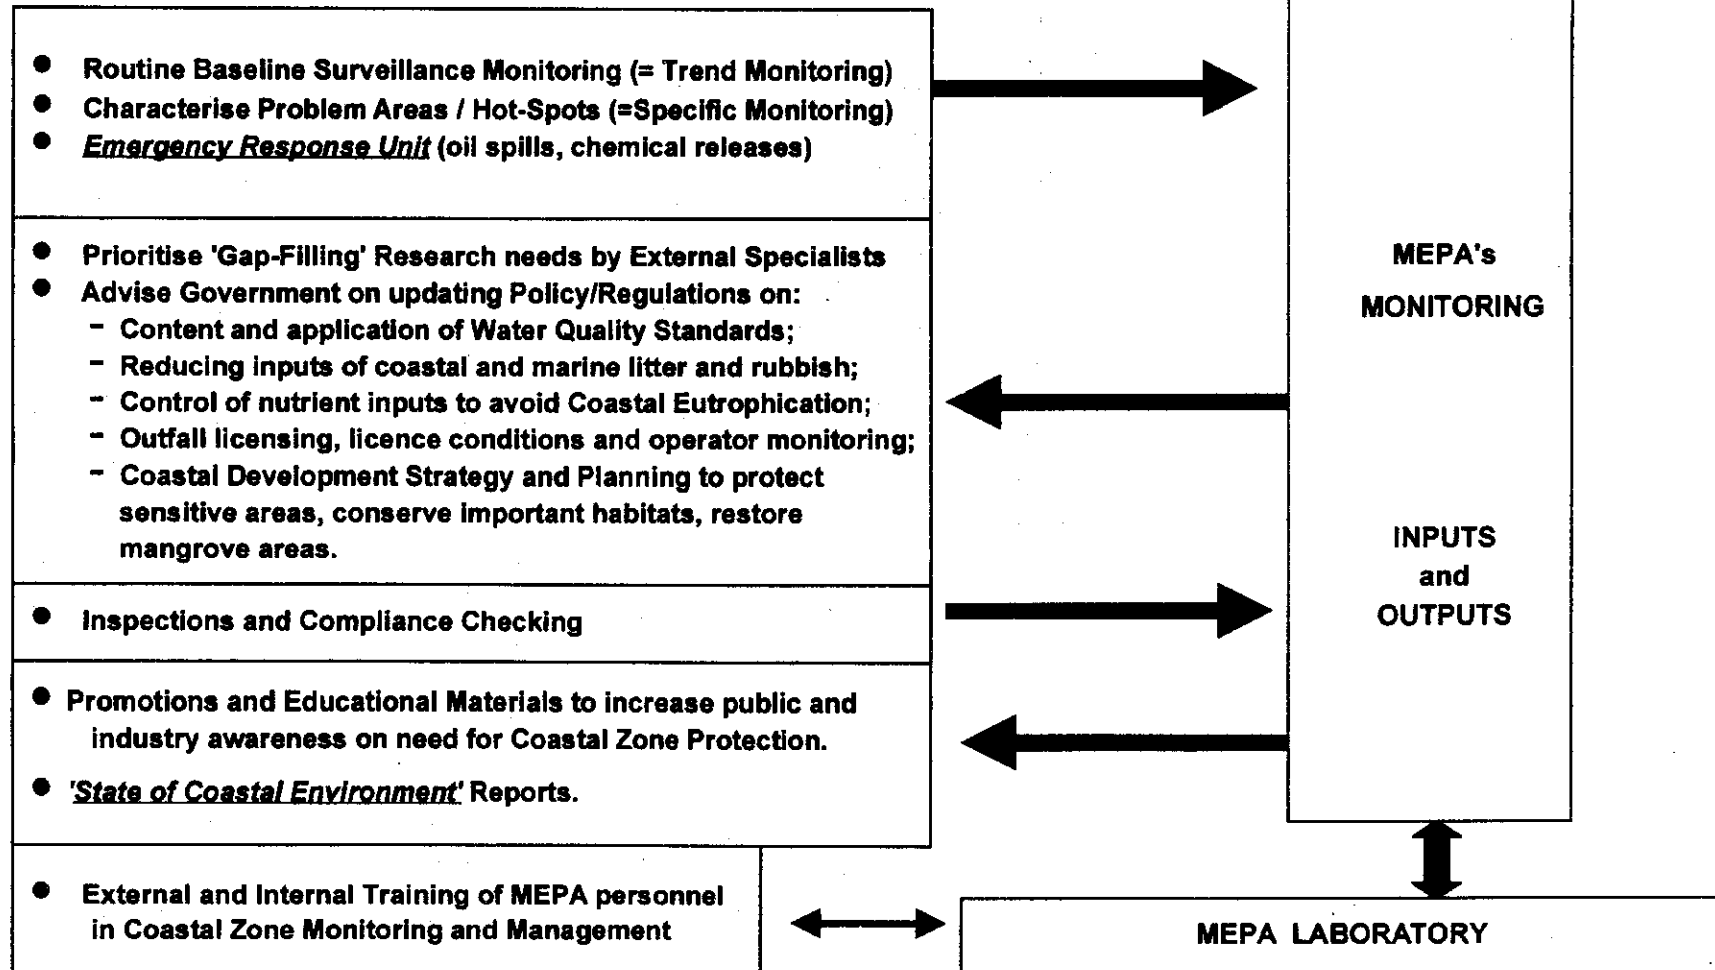 ● Routine Baseline Surveillance Monitoring (= Trend Monitoring)
● Characterise Problem Areas / Hot-Spots (=Specific Monitoring)
● Emergency Response Unit (oil spills, chemical releases)
● Prioritise 'Gap-Filling' Research needs by External Specialists
● Advise Government on updating Policy/Regulations on:
- Content and application of Water Quality Standards;
- Reducing inputs of coastal and marine litter and rubbish;
- Control of nutrient inputs to avoid Coastal Eutrophication;
- Outfall licensing, licence conditions and operator monitoring;
- Coastal Development Strategy and Planning to protect
sensitive areas, conserve important habitats, restore
mangrove areas.
● Inspections and Compliance Checking
● Promotions and Educational Materials to increase public and
industry awareness on need for Coastal Zone Protection.
● 'State of Coastal Environment' Reports.
● External and Internal Training of MEPA personnel
in Coastal Zone Monitoring and Management
MEPA's
MONITORING
INPUTS
and
OUTPUTS
MEPA LABORATORY